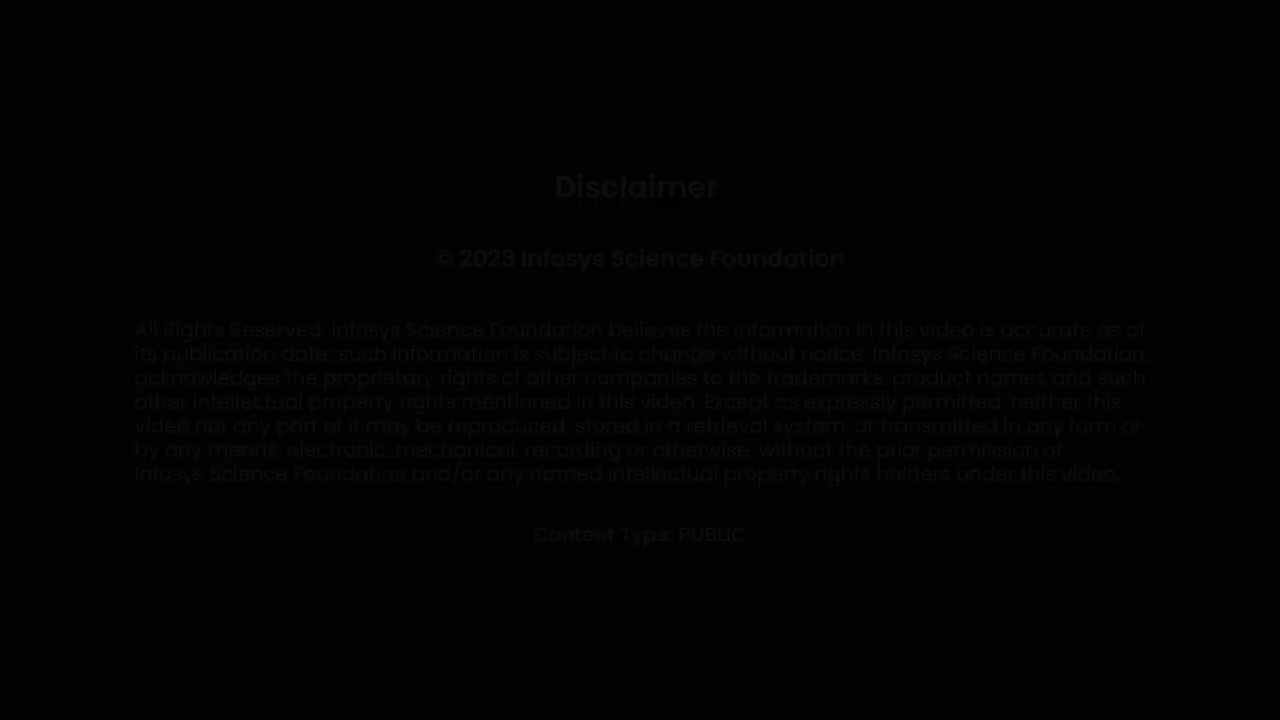 Disclaimer
© 2023 Infosys Science Foundation
All Rights Reserved. Infosys Science Foundation believes the information in this video is accurate as of
its publication date; such information is subject to change without notice. Infosys Science Foundation
acknowledges the proprietary rights of other companies to the trademarks, product names and such
other intellectual property rights mentioned in this video. Except as expressly permitted, neither this
video nor any part of it may be reproduced, stored in a retrieval system, or transmitted in any form or
by any means, electronic, mechanical, recording or otherwise, without the prior permission of
Infosys Science Foundation and/or any named intellectual property rights holders under this video.
Content Type: PUBLIC